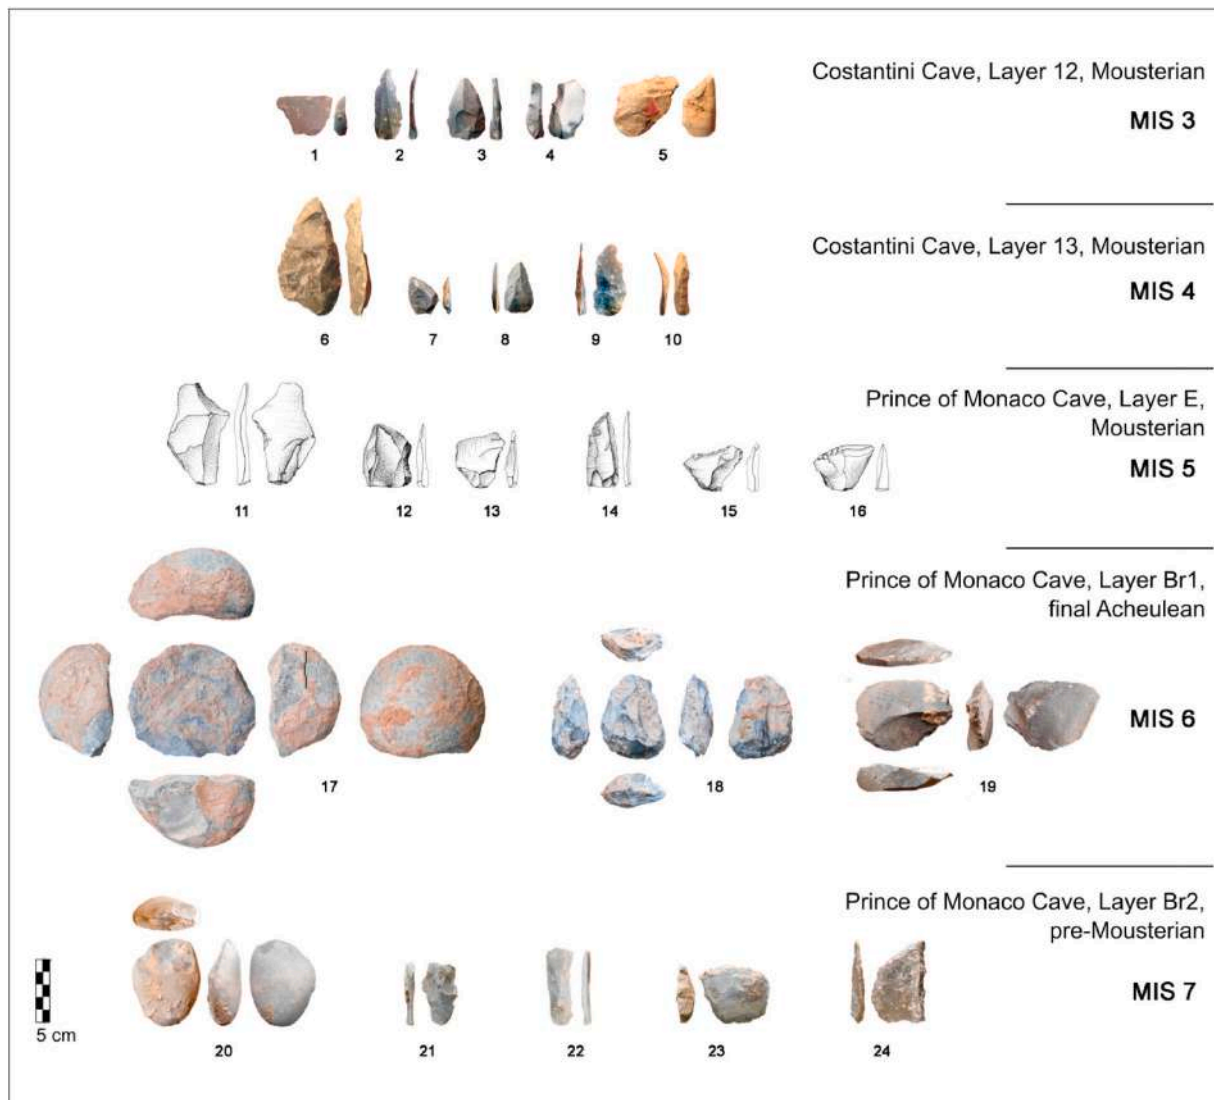 Costantini Cave, Layer 12, Mousterian
MIS 3
1 2 3 4 5
Costantini Cave, Layer 13, Mousterian
MIS 4
6 7 8 9 10
Prince of Monaco Cave, Layer E,
Mousterian
MIS 5
11 12 13 14 15 16
Prince of Monaco Cave, Layer Br1,
final Acheulean
MIS 6
17 18 19
Prince of Monaco Cave, Layer Br2,
pre-Mousterian
MIS 7
5 cm
20 21 22 23 24